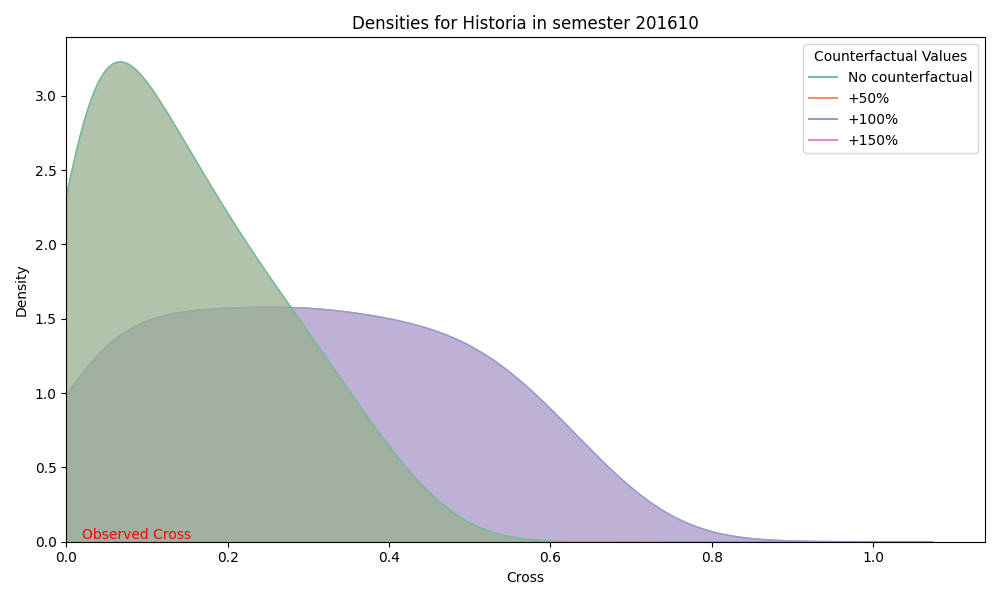 Densities for Historia in semester 201610
Counterfactual Values
No counterfactual
+50%
+100%
+150%
Density
3.0
2.5
2.0
1.5
1.0
0.5
0.0
Observed Cross
0.0 0.2 0.4 0.6 0.8 1.0
Cross